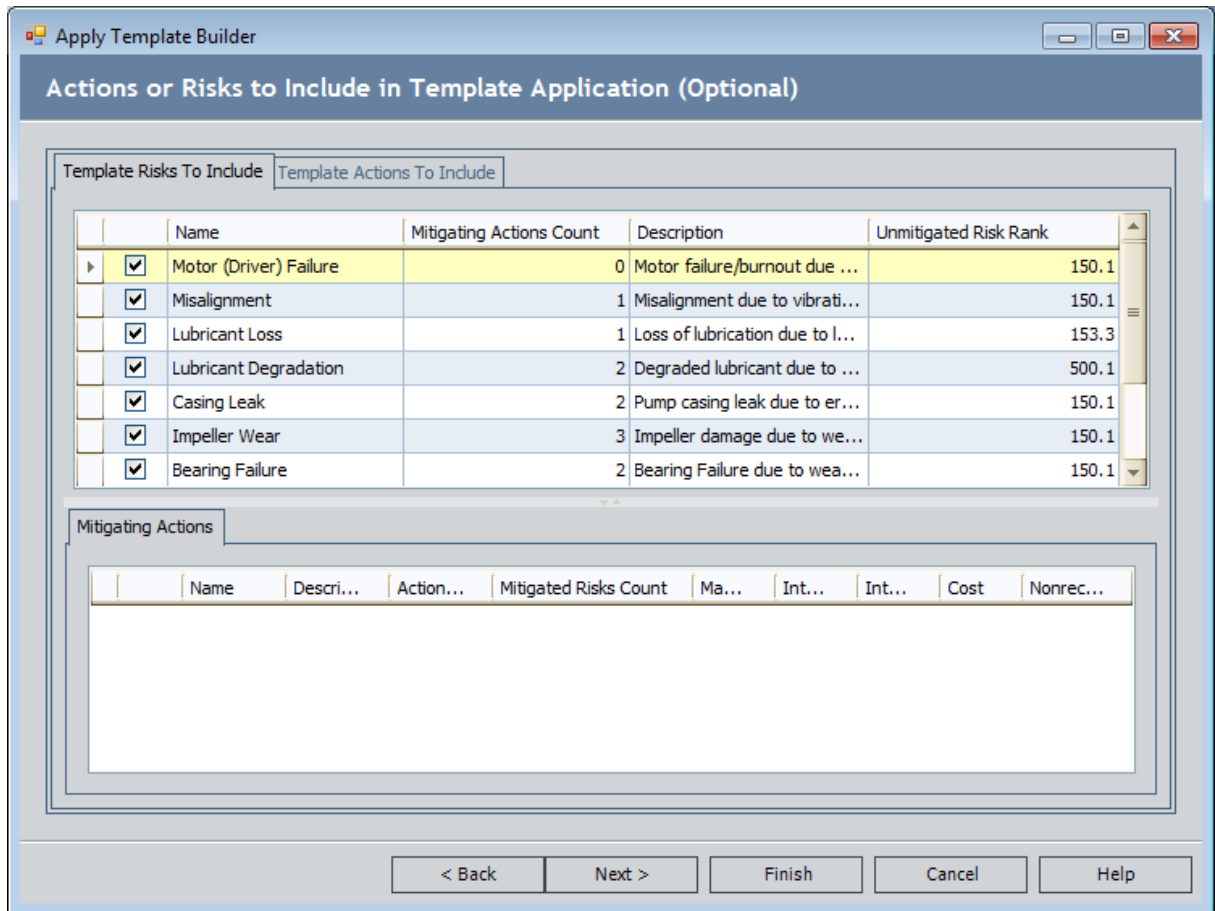 Apply Template Builder
Actions or Risks to Include in Template Application (Optional)
Template Risks To Include Template Actions To Include
Name Mitigating Actions Count Description Unmitigated Risk Rank
Motor (Driver) Failure 0 Motor failure/burnout due ... 150.1
Misalignment 1 Misalignment due to vibrati... 150.1
Lubricant Loss 1 Loss of lubrication due to l... 153.3
Lubricant Degradation 2 Degraded lubricant due to ... 500.1
Casing Leak 2 Pump casing leak due to er... 150.1
Impeller Wear 3 Impeller damage due to we... 150.1
Bearing Failure 2 Bearing Failure due to wea... 150.1
Mitigating Actions
Name Descri... Action... Mitigated Risks Count Ma... Int... Int... Cost Nonrec...
< Back Next > Finish Cancel Help